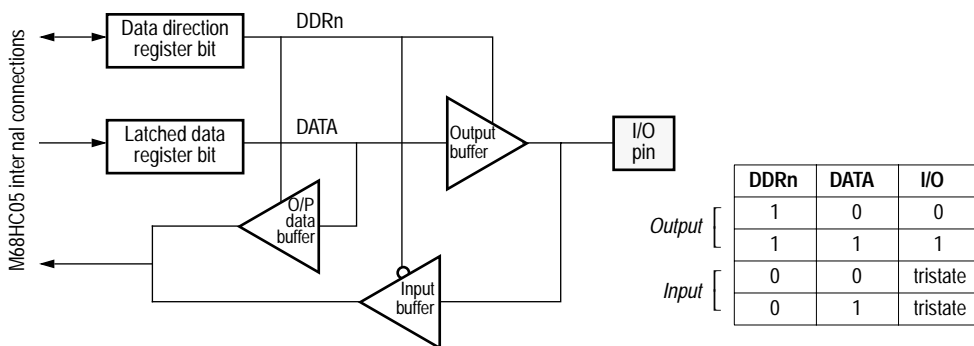 M68HC05 internal connections
Data direction
register bit
DDRn
Latched data
register bit
DATA
Output
buffer
I/O
pin
O/P
data
buffer
Input
buffer
DDRn DATA I/O
Output
1 0 0
1 1 1
Input
0 0 tristate
0 1 tristate